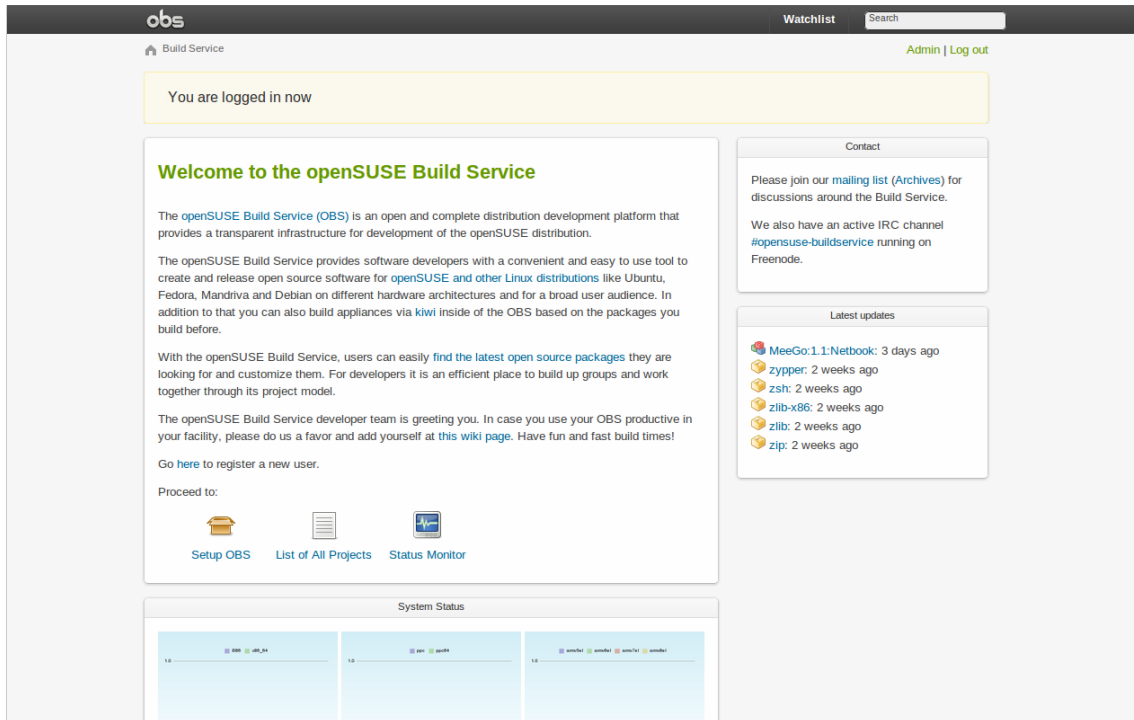 obs
Watchlist
Search
Build Service
Admin | Log out
You are logged in now
Welcome to the openSUSE Build Service
The openSUSE Build Service (OBS) is an open and complete distribution development platform that
provides a transparent infrastructure for development of the openSUSE distribution.
The openSUSE Build Service provides software developers with a convenient and easy to use tool to
create and release open source software for openSUSE and other Linux distributions like Ubuntu,
Fedora, Mandriva and Debian on different hardware architectures and for a broad user audience. In
addition to that you can also build appliances via kiwi inside of the OBS based on the packages you
build before.
With the openSUSE Build Service, users can easily find the latest open source packages they are
looking for and customize them. For developers it is an efficient place to build up groups and work
together through its project model.
The openSUSE Build Service developer team is greeting you. In case you use your OBS productive in
your facility, please do us a favor and add yourself at this wiki page. Have fun and fast build times!
Go here to register a new user.
Proceed to:
Setup OBS
List of All Projects
Status Monitor
Contact
Please join our mailing list (Archives) for
discussions around the Build Service.
We also have an active IRC channel
#opensuse-buildservice running on
Freenode.
Latest updates
MeeGo:1.1:Netbook: 3 days ago
zypper: 2 weeks ago
zsh: 2 weeks ago
zlib-x86: 2 weeks ago
zlib: 2 weeks ago
zip: 2 weeks ago
System Status
ppc ppc64
1.0
1.0
1.0